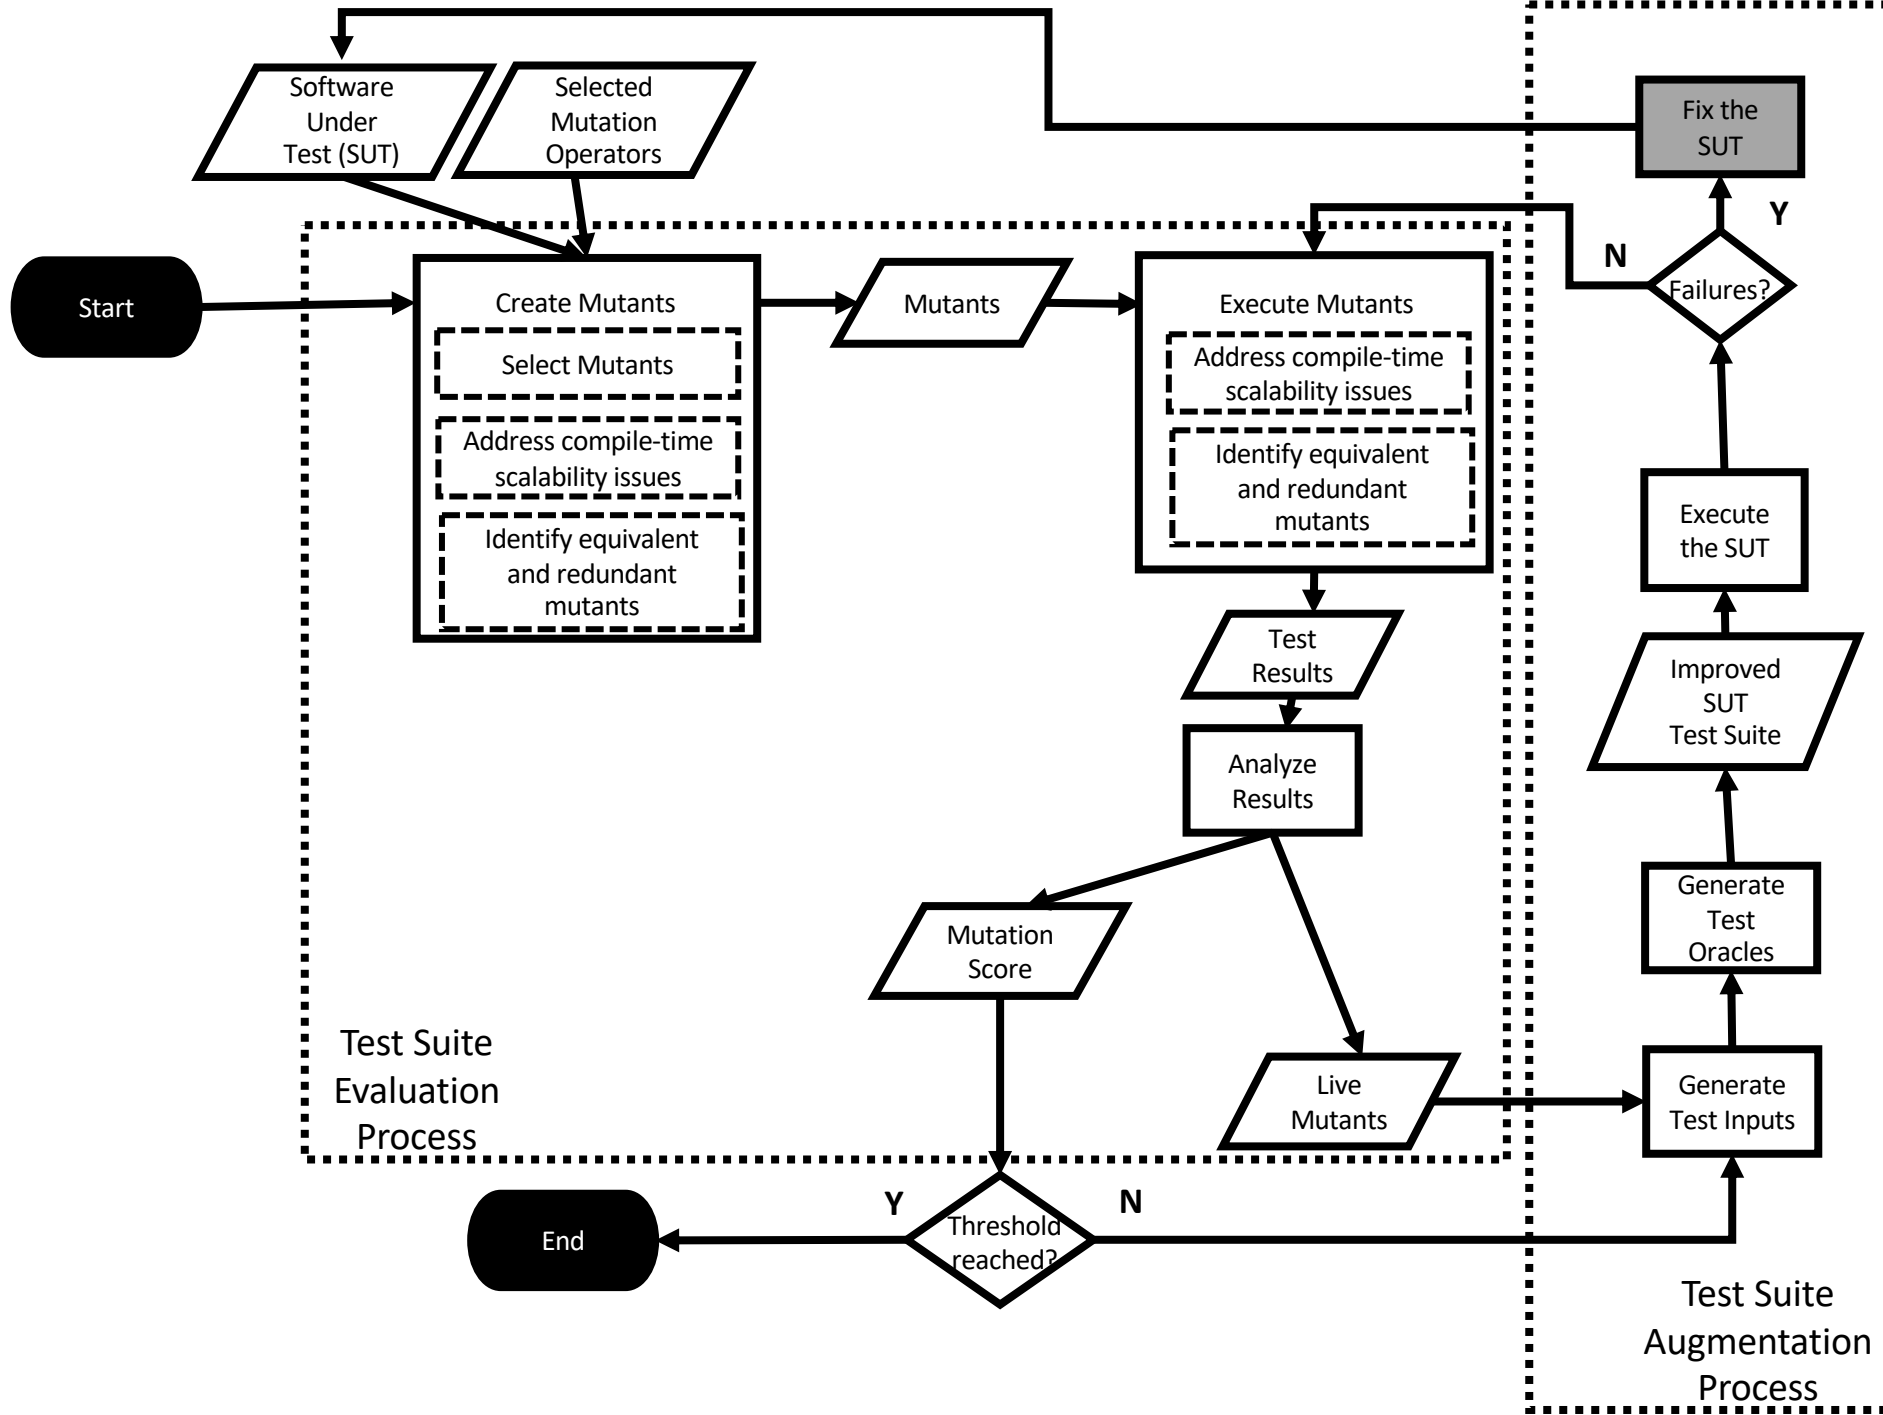 Software
Under
Test (SUT)
Selected
Mutation
Operators
Fix the
SUT
Y
N
Failures?
Start
Create Mutants
Select Mutants
Address compile-time
scalability issues
Identify equivalent
and redundant
mutants
Mutants
Execute Mutants
Address compile-time
scalability issues
Identify equivalent
and redundant
mutants
Execute
the SUT
Test
Results
Improved
SUT
Test Suite
Analyze
Results
Generate
Test
Oracles
Mutation
Score
Test Suite
Evaluation
Process
Live
Mutants
Generate
Test Inputs
Y
N
Threshold
reached?
End
Test Suite
Augmentation
Process